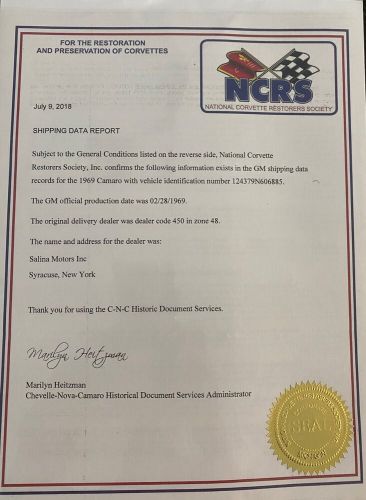 FOR THE RESTORATION
AND PRESERVATION OF CORVETTES
NCRS
NATIONAL CORVETTE RESTORERS SOCIETY
July 9, 2018
SHIPPING DATA REPORT
Subject to the General Conditions listed on the reverse side, National Corvette
Restorers Society, Inc. confirms the following information exists in the GM shipping data
records for the 1969 Camaro with vehicle identification number 124379N606885.
The GM official production date was 02/28/1969.
The original delivery dealer was dealer code 450 in zone 48.
The name and address for the dealer was:
Salina Motors Inc
Syracuse, New York
Thank you for using the C-N-C Historic Document Services.
Marilyn Heitzman
Marilyn Heitzman
Chevelle-Nova-Camaro Historical Document Services Administrator
SEAL